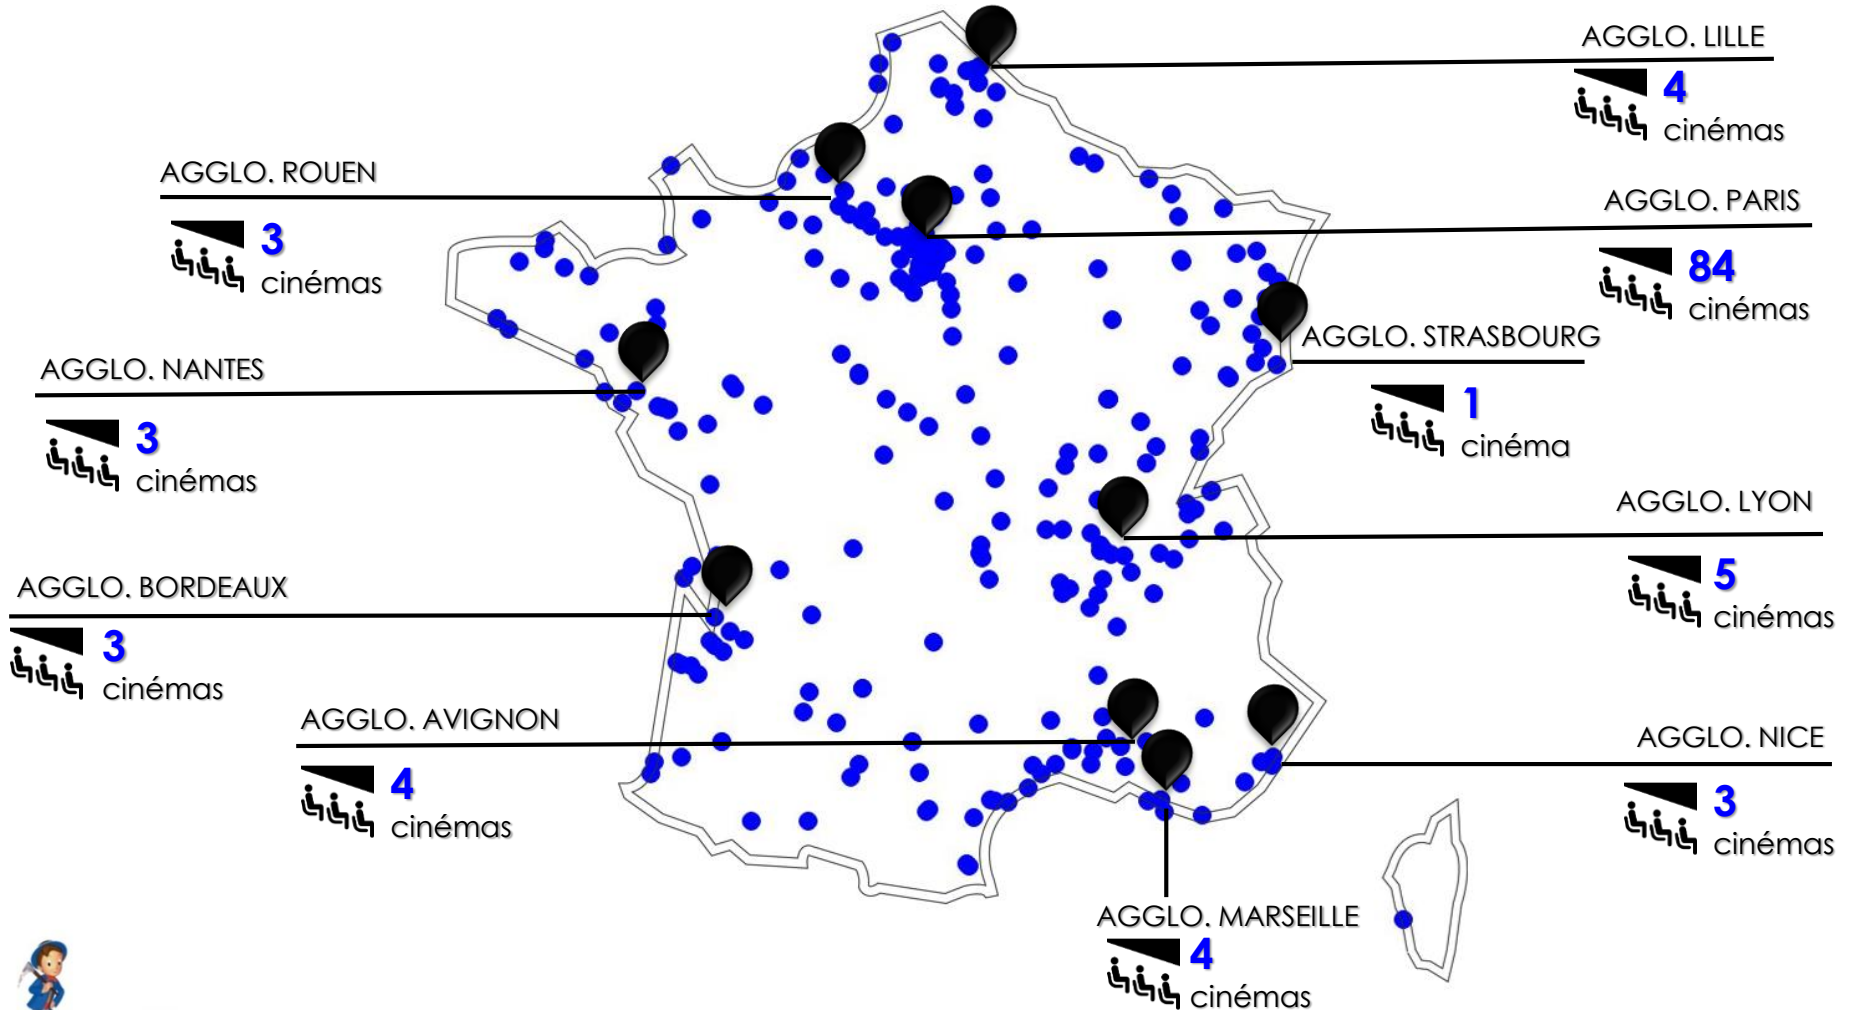 AGGLO. LILLE
4
cinémas
AGGLO. ROUEN
3
cinémas
AGGLO. PARIS
84
cinémas
AGGLO. STRASBOURG
1
cinéma
AGGLO. NANTES
3
cinémas
AGGLO. LYON
5
cinémas
AGGLO. BORDEAUX
3
cinémas
AGGLO. AVIGNON
4
cinémas
AGGLO. NICE
3
cinémas
AGGLO. MARSEILLE
4
cinémas